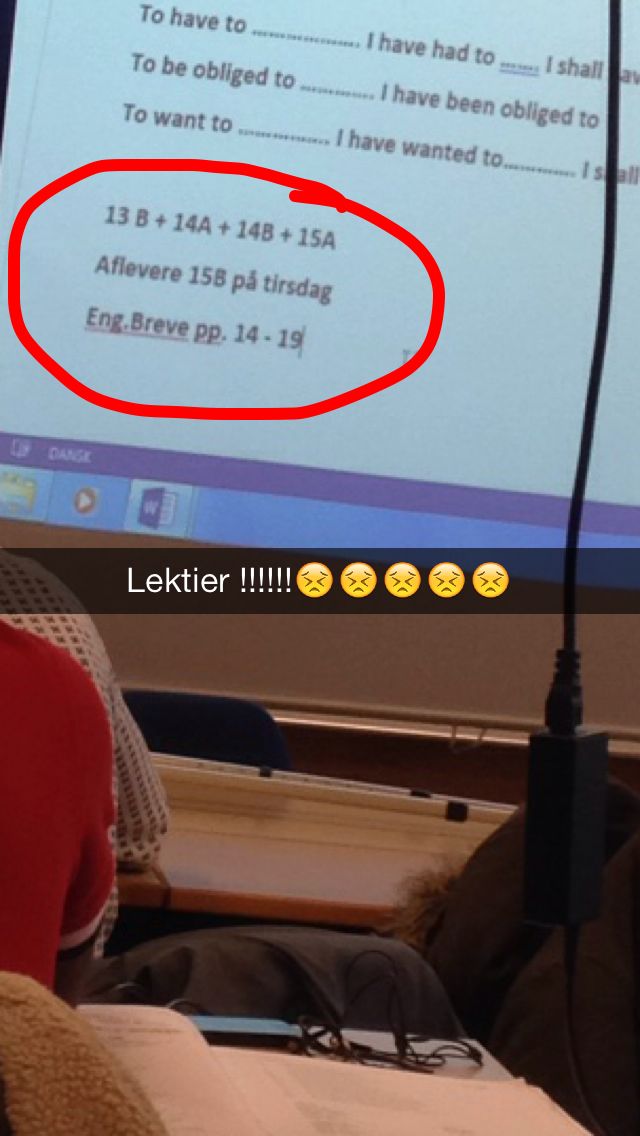 To have to .................... I have had to ....... I shall
To be obliged to .............. I have been obliged to
To want to ................. I have wanted to.............. I shall
13 B + 14A + 14B + 15A
Aflevere 15B på tirsdag
Eng.Breve pp. 14 - 19
DANSK
W
Lektier !!!!!!😣😣😣😣😣